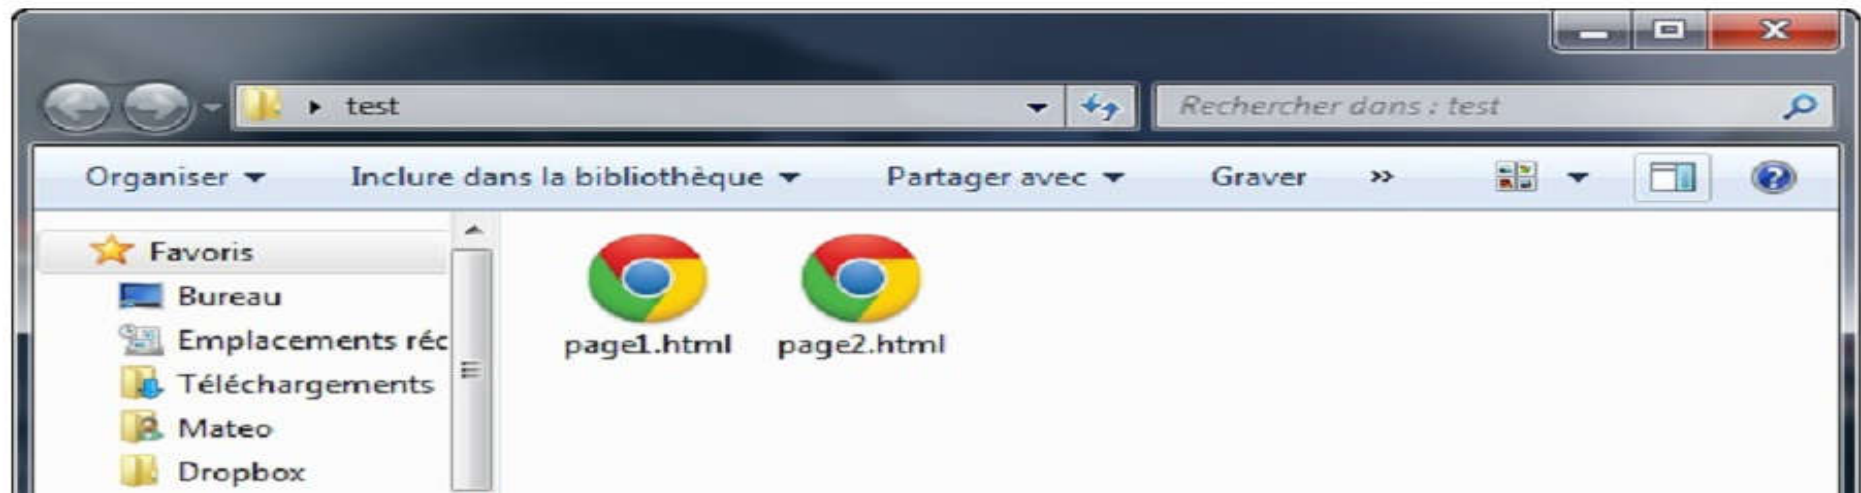 test
Rechercher dans : test
Organiser Inclure dans la bibliothèque Partager avec Graver »
Favoris
Bureau
Emplacements réc
Téléchargements
Mateo
Dropbox
page1.html page2.html